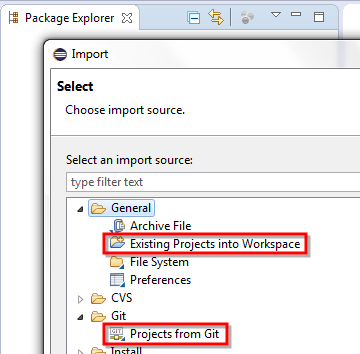 Package Explorer
Import
Select
Choose import source.
Select an import source:
type filter text
General
Archive File
Existing Projects into Workspace
File System
Preferences
CVS
Git
GIT
Projects from Git
Install